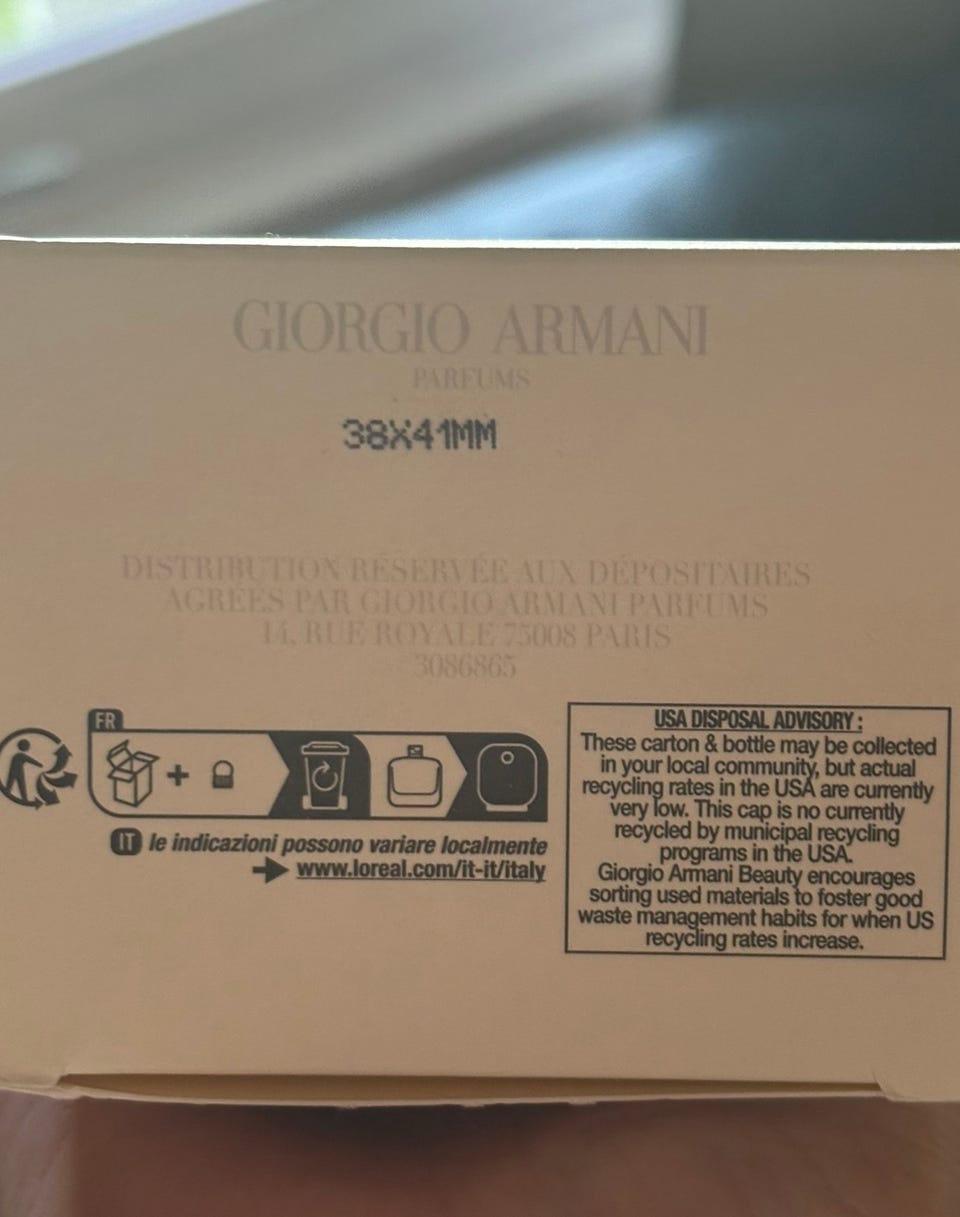 GIORGIO ARMANI
PARFUMS
38X41MM
DISTRIBUTION RÉSERVÉE AUX DÉPOSITAIRES
AGRÉÉS PAR GIORGIO ARMANI PARFUMS
14, RUE ROYALE 75008 PARIS
3086865
FR
+
IT le indicazioni possono variare localmente
www.loreal.com/it-it/italy
USA DISPOSAL ADVISORY :
These carton & bottle may be collected
in your local community, but actual
recycling rates in the USA are currently
very low. This cap is no currently
recycled by municipal recycling
programs in the USA.
Giorgio Armani Beauty encourages
sorting used materials to foster good
waste management habits for when US
recycling rates increase.